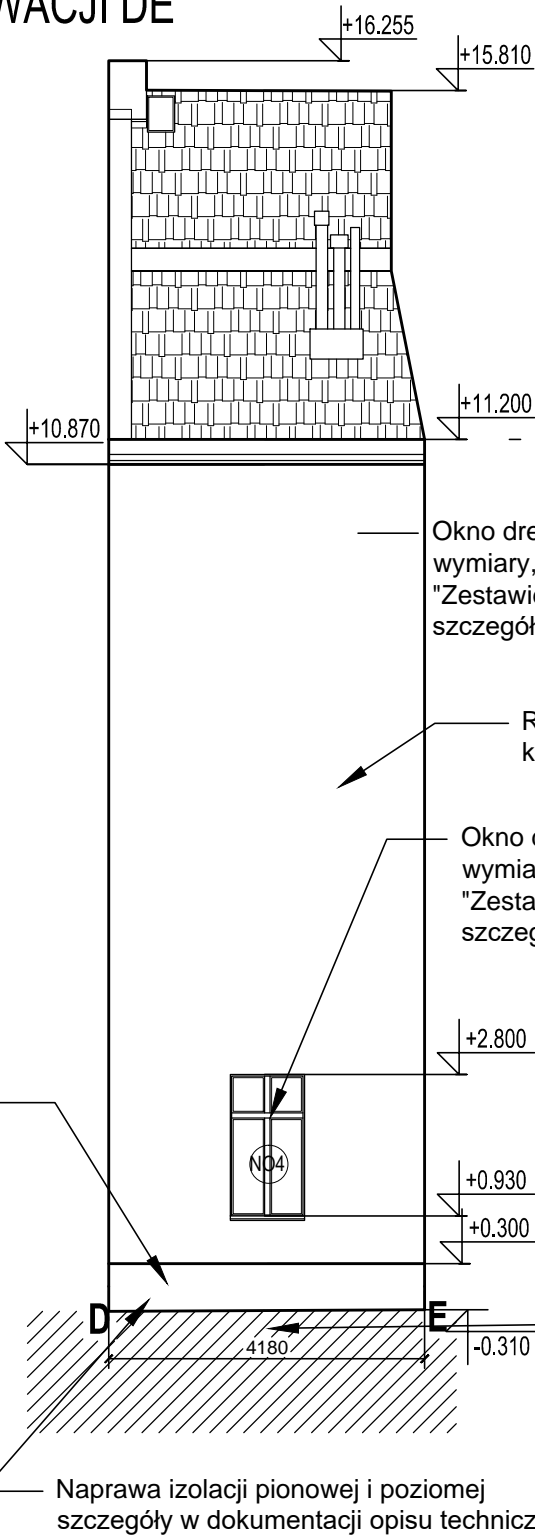 WACJI DE
+16.255
+15.810
+10.870
+11.200
Okno dre
wymiary,
"Zestawie
szczegół
R
k
Okno d
wymia
"Zesta
szczeg
+2.800
NO4
+0.930
+0.300
D
E
4180
-0.310
Naprawa izolacji pionowej i poziomej
szczegóły w dokumentacji opisu technicz